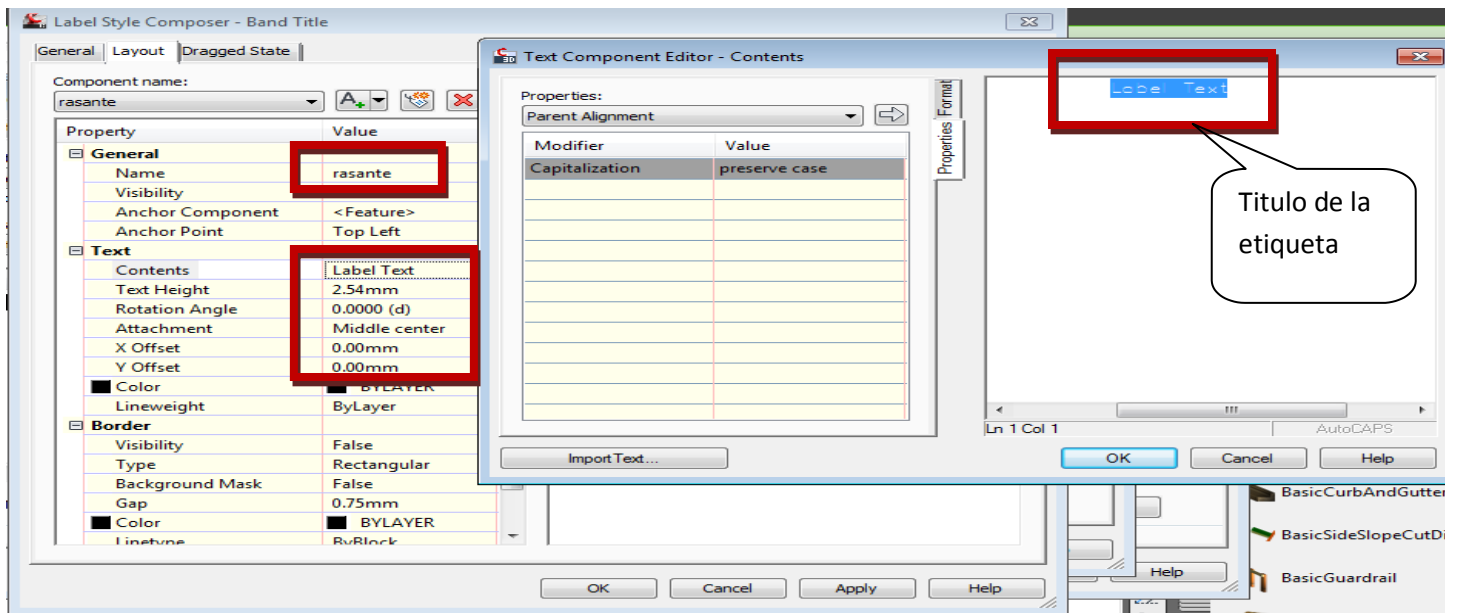 Label Style Composer - Band Title
General Layout Dragged State
Component name:
rasante
Property Value
General
Name rasante
Visibility
Anchor Component <Feature>
Anchor Point Top Left
Text
Contents Label Text
Text Height 2.54mm
Rotation Angle 0.0000 (d)
Attachment Middle center
X Offset 0.00mm
Y Offset 0.00mm
Color BYLAYER
Lineweight ByLayer
Border
Visibility False
Type Rectangular
Background Mask False
Gap 0.75mm
Color BYLAYER
Linetype ByBlock
OK Cancel Apply Help
Text Component Editor - Contents
Properties:
Parent Alignment
Modifier Value
Capitalization preserve case
Format
Properties
Label Text
Titulo de la
etiqueta
Ln 1 Col 1 AutoCAPS
Import Text... OK Cancel Help
BasicCurbAndGutter
BasicSideSlopeCutDi
Help
BasicGuardrail